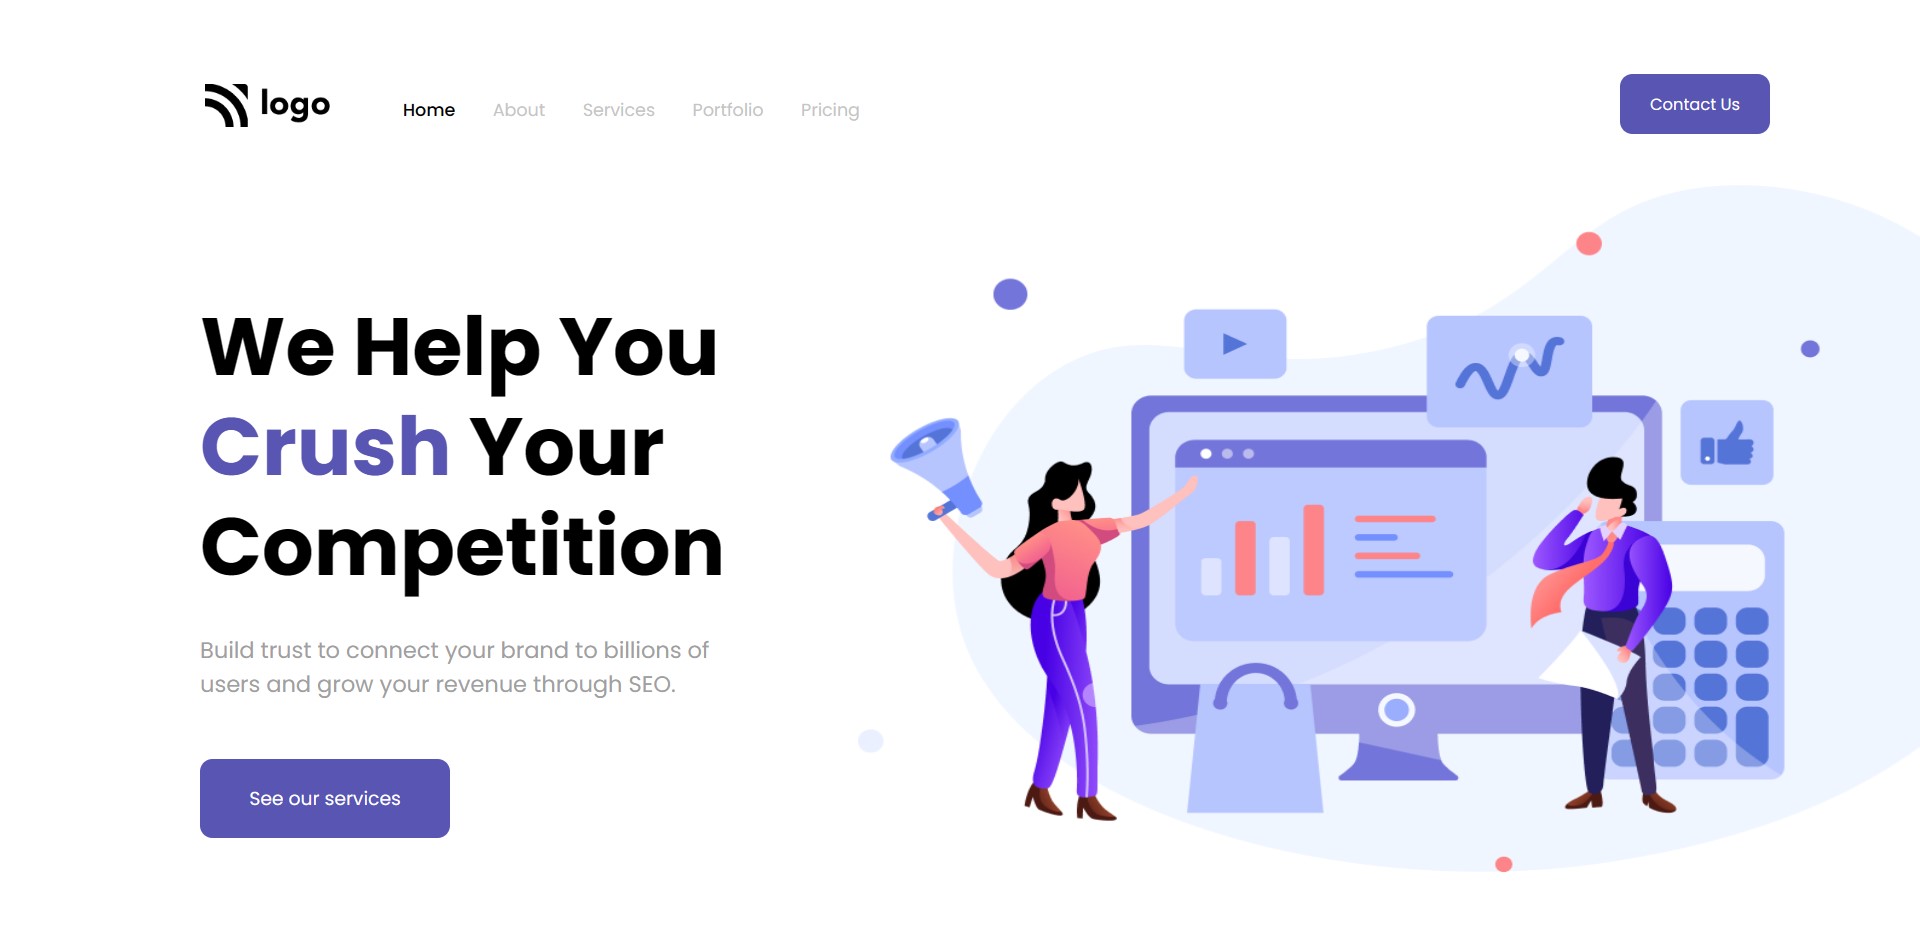 logo
Home About Services Portfolio Pricing
Contact Us
We Help You
Crush Your
Competition
Build trust to connect your brand to billions of
users and grow your revenue through SEO.
See our services